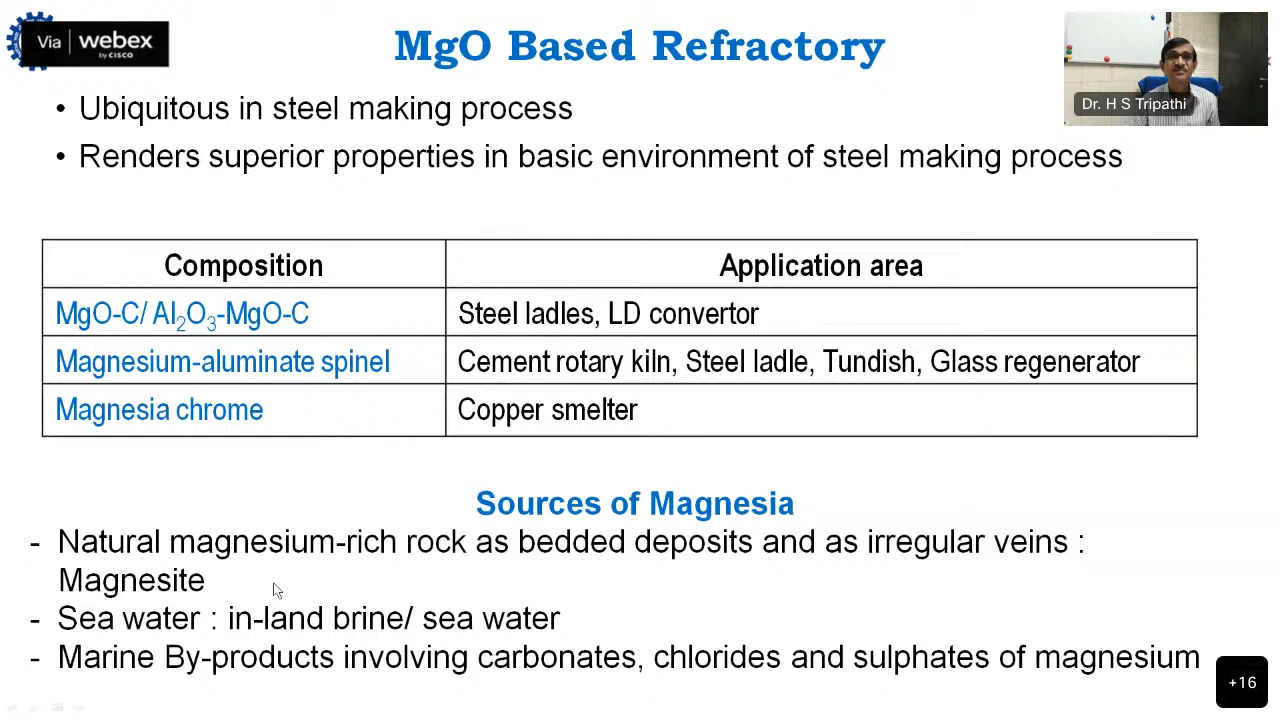 Via webex
by CISCO
MgO Based Refractory
Dr. H S Tripathi
• Ubiquitous in steel making process
• Renders superior properties in basic environment of steel making process
Composition Application area
MgO-C/ Al₂O₃-MgO-C Steel ladles, LD convertor
Magnesium-aluminate spinel Cement rotary kiln, Steel ladle, Tundish, Glass regenerator
Magnesia chrome Copper smelter
Sources of Magnesia
- Natural magnesium-rich rock as bedded deposits and as irregular veins :
Magnesite
- Sea water : in-land brine/ sea water
- Marine By-products involving carbonates, chlorides and sulphates of magnesium
+16